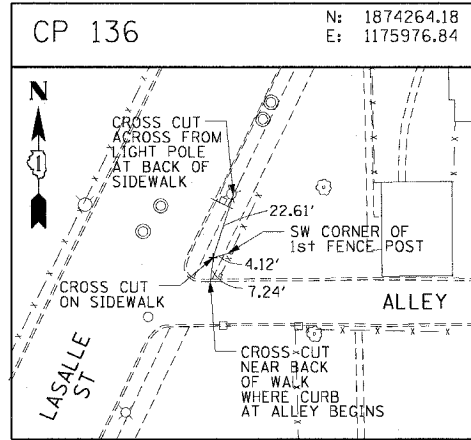 CP 136
N: 1874264.18
E: 1175976.84
N
1
CROSS CUT
ACROSS FROM
LIGHT POLE
AT BACK OF
SIDEWALK
22.61'
SW CORNER OF
1st FENCE POST
4.12'
7.24'
CROSS CUT
ON SIDEWALK
ALLEY
LASALLE
ST
CROSS CUT
NEAR BACK
OF WALK
WHERE CURB
AT ALLEY BEGINS